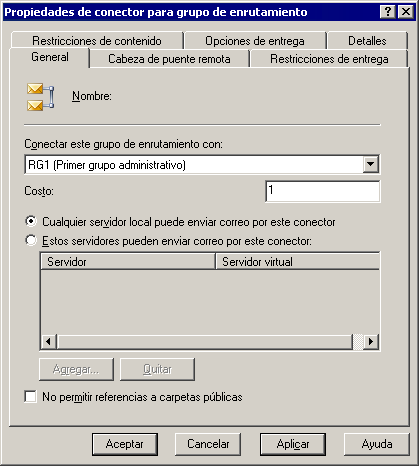 Propiedades de conector para grupo de enrutamiento
Restricciones de contenido Opciones de entrega Detalles
General Cabeza de puente remota Restricciones de entrega
Nombre:
Conectar este grupo de enrutamiento con:
RG1 (Primer grupo administrativo)
Costo: 1
Cualquier servidor local puede enviar correo por este conector
Estos servidores pueden enviar correo por este conector:
Servidor Servidor virtual
Agregar... Quitar
No permitir referencias a carpetas públicas
Aceptar Cancelar Aplicar Ayuda